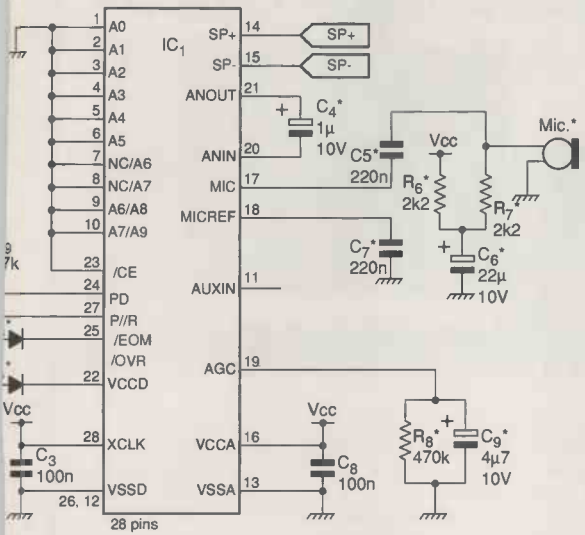 1 A0
2 A1
3 A2
4 A3
5 A4
6 A5
7 NC/A6
8 NC/A7
9 A6/A8
10 A7/A9
23 /CE
24 PD
27 P//R
25 /EOM
/OVR
22 VCCD
28 XCLK
26, 12 VSSD
28 pins
IC1
SP+ 14 SP+
SP- 15 SP-
ANOUT 21
ANIN 20
MIC 17
MICREF 18
AUXIN 11
AGC 19
VCCA 16
VSSA 13
C4*
1µ
10V
C5*
220n
C7*
220n
Vcc
R6*
2k2
R7*
2k2
Mic.*
C6*
22µ
10V
R8*
470k
C9*
4µ7
10V
Vcc
C3
100n
Vcc
C8
100n
+
+
+
9
7k